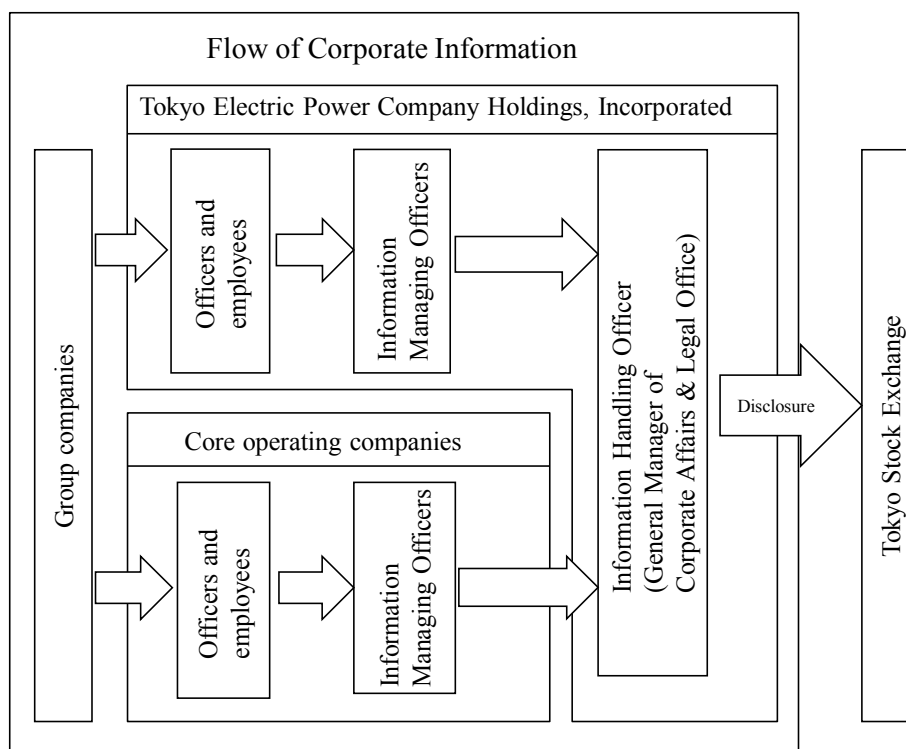 Flow of Corporate Information
Tokyo Electric Power Company Holdings, Incorporated
Group companies
Officers and
employees
Information
Managing Officers
Information Handling Officer
(General Manager of
Corporate Affairs & Legal Office)
Disclosure
Tokyo Stock Exchange
Core operating companies
Officers and
employees
Information
Managing Officers